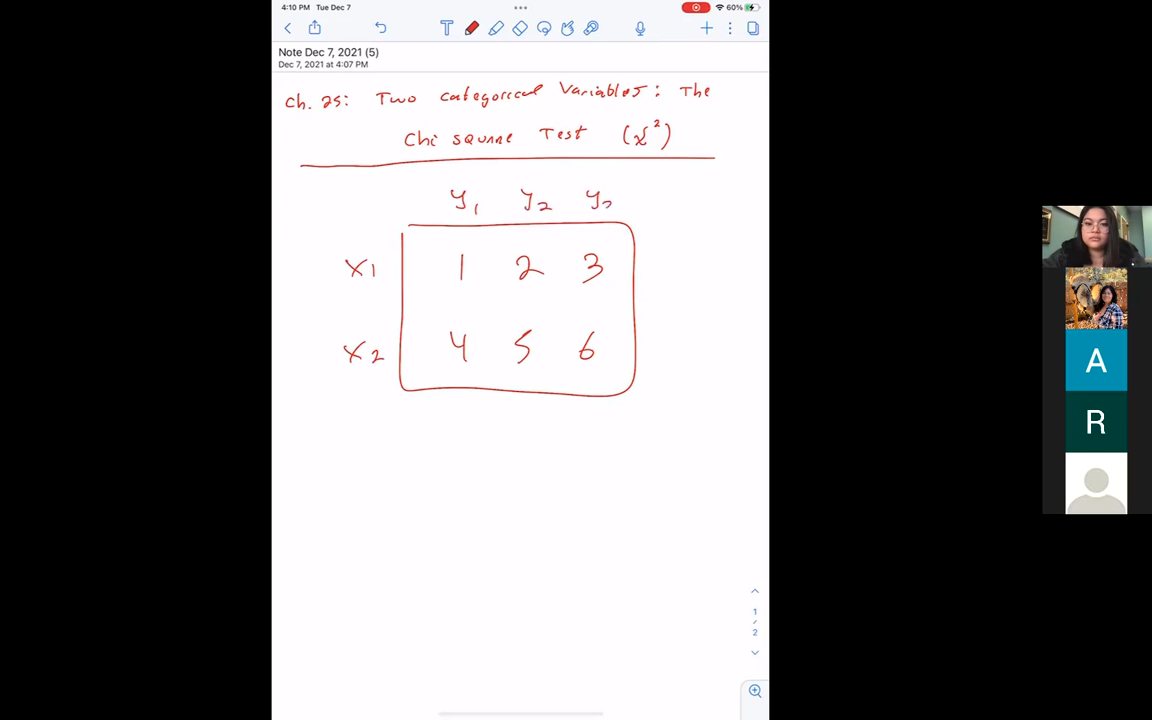 4:10 PM Tue Dec 7
60%
T
Note Dec 7, 2021 (5)
Dec 7, 2021 at 4:07 PM
Ch. 25: Two categorical Variables: The
Chi square Test (χ²)
y₁ y₂ y₃
x₁ 1 2 3
x₂ 4 5 6
A
R
1
/
2